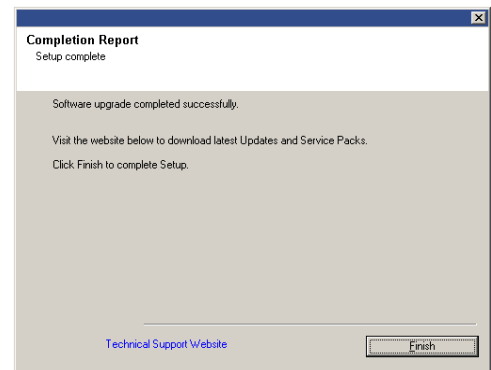 Completion Report
Setup complete
Software upgrade completed successfully.
Visit the website below to download latest Updates and Service Packs.
Click Finish to complete Setup.
Technical Support Website
Finish